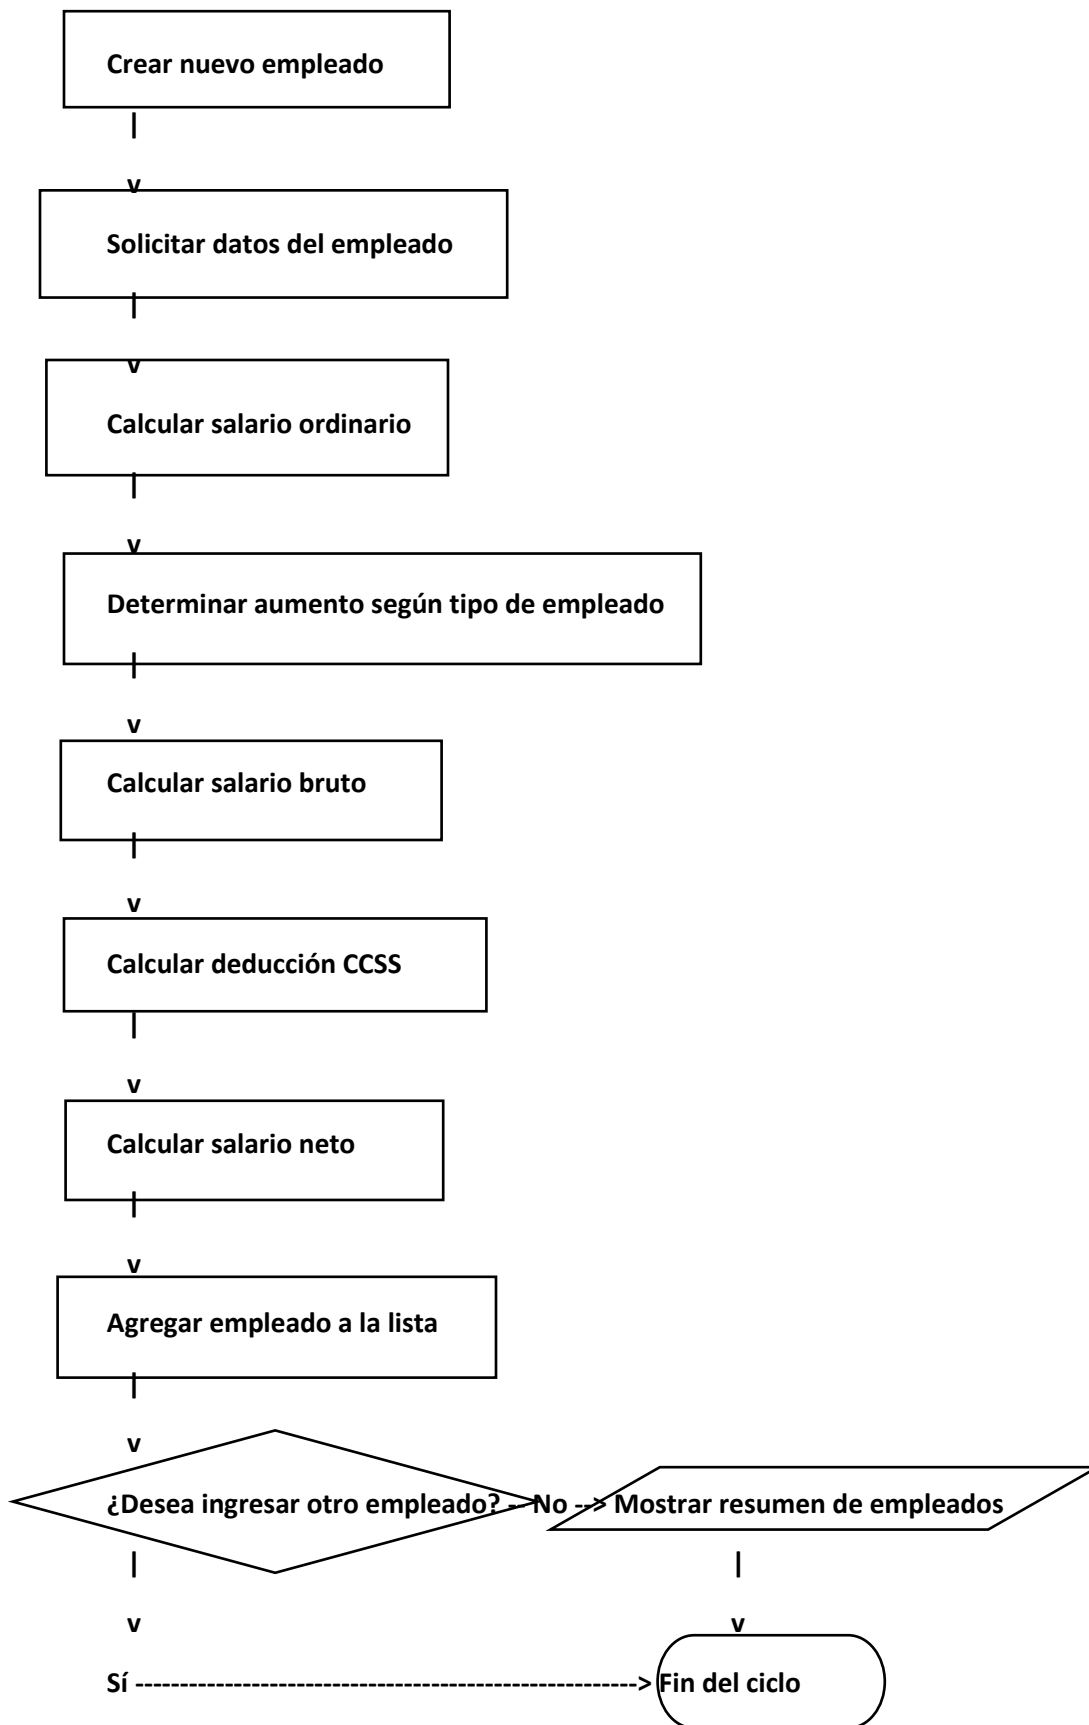 Crear nuevo empleado
|
v
Solicitar datos del empleado
|
v
Calcular salario ordinario
|
v
Determinar aumento según tipo de empleado
|
v
Calcular salario bruto
|
v
Calcular deducción CCSS
|
v
Calcular salario neto
|
v
Agregar empleado a la lista
|
v
¿Desea ingresar otro empleado? -- No --> Mostrar resumen de empleados
| |
v v
Sí --------------------------------------------------------> Fin del ciclo